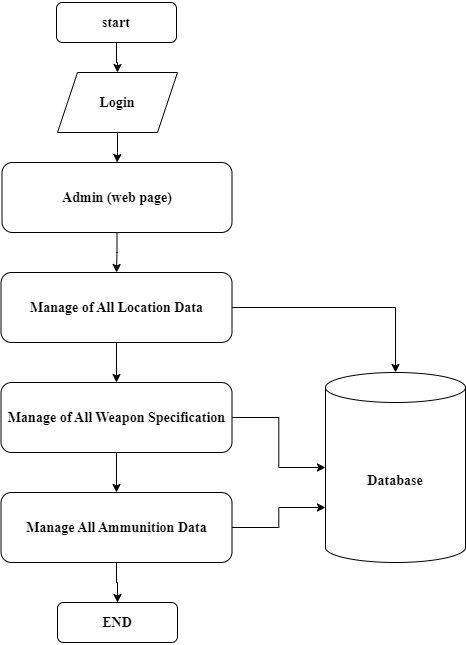 start
Login
Admin (web page)
Manage of All Location Data
Manage of All Weapon Specification
Database
Manage All Ammunition Data
END